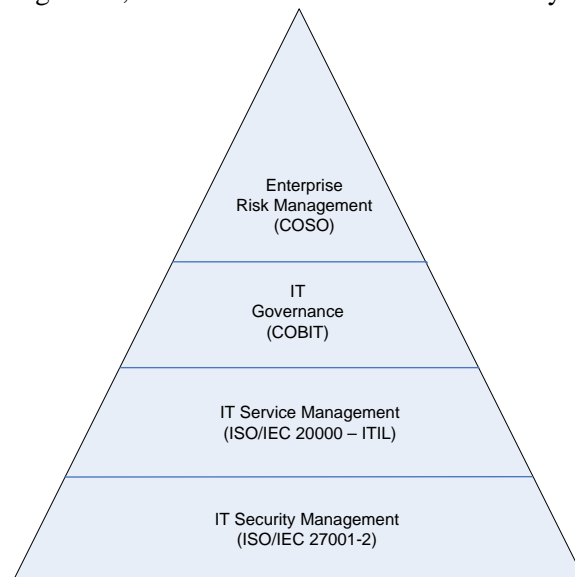 Enterprise
Risk Management
(COSO)
IT
Governance
(COBIT)
IT Service Management
(ISO/IEC 20000 – ITIL)
IT Security Management
(ISO/IEC 27001-2)